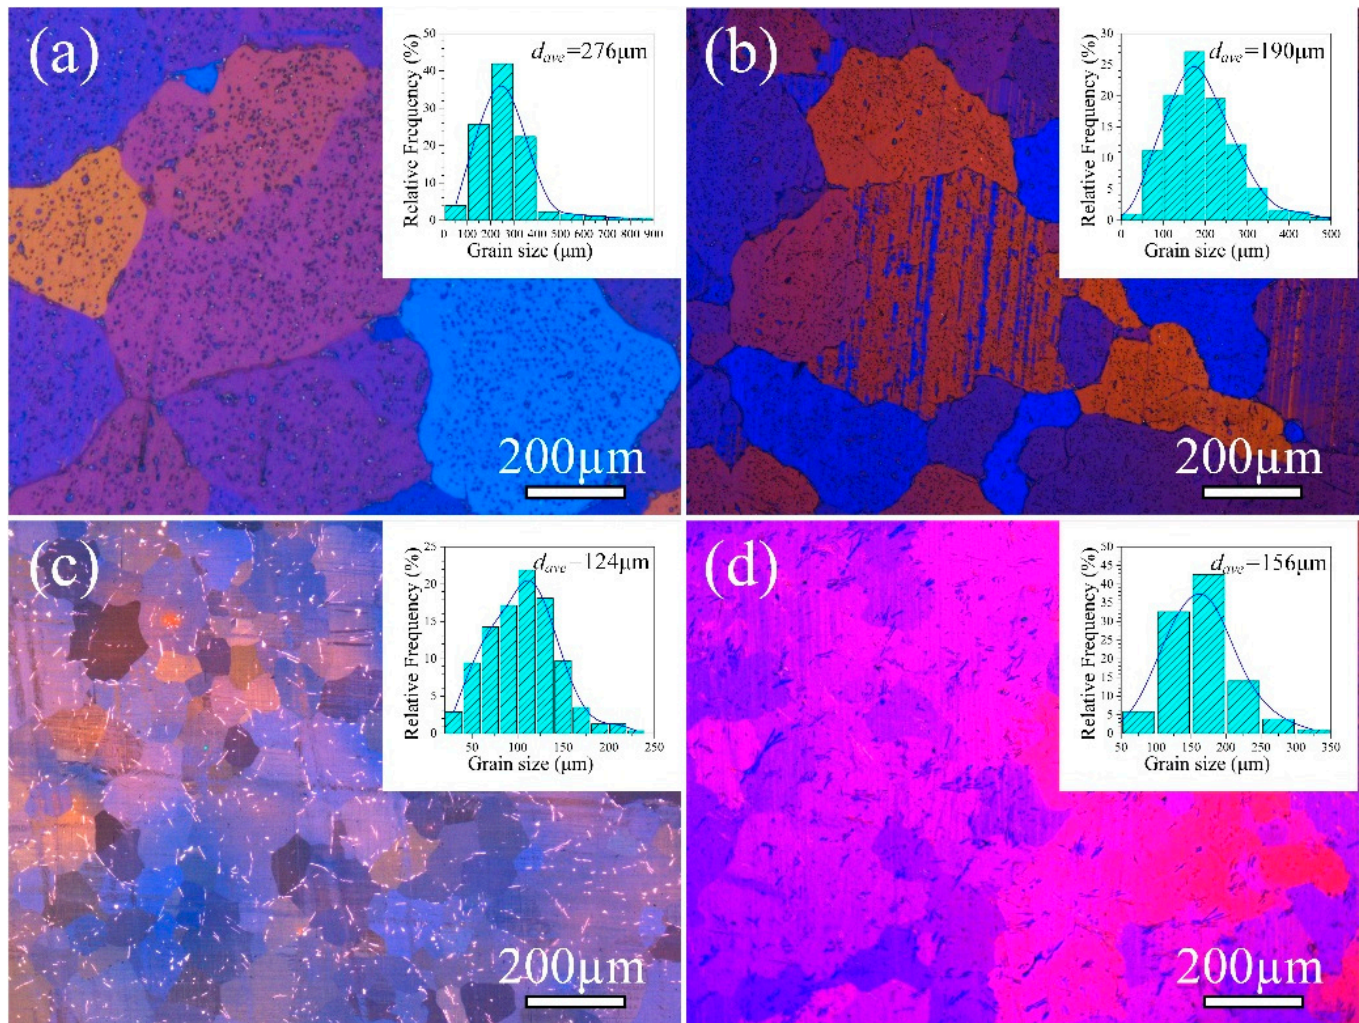 (a)
d_ave=276μm
Relative Frequency (%)
50
40
30
20
10
0
0 100 200 300 400 500 600 700 800 900
Grain size (μm)
200μm
(b)
d_ave=190μm
Relative Frequency (%)
30
25
20
15
10
5
0
0 100 200 300 400 500
Grain size (μm)
200μm
(c)
d_ave=124μm
Relative Frequency (%)
25
20
15
10
5
0
50 100 150 200 250
Grain size (μm)
200μm
(d)
d_ave=156μm
Relative Frequency (%)
50
45
40
35
30
25
20
15
10
5
0
50 100 150 200 250 300 350
Grain size (μm)
200μm